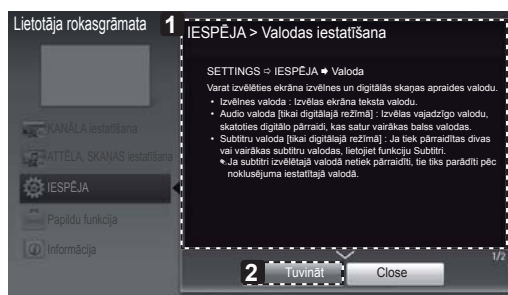 Lietotāja rokasgrāmata
1
IESPĒJA > Valodas iestatīšana
SETTINGS ⇨ IESPĒJA ➡ Valoda
Varat izvēlēties ekrāna izvēlnes un digitālās skaņas apraides valodu.
• Izvēlnes valoda : Izvēlas ekrāna teksta valodu.
• Audio valoda [tikai digitālajā režīmā] : Izvēlas vajadzīgo valodu,
skatoties digitālo pārraidi, kas satur vairākas balss valodas.
• Subtitru valoda [tikai digitālajā režīmā] : Ja tiek pārraidītas divas
vai vairākas subtitru valodas, lietojiet funkciju Subtitri.
Ja subtitri izvēlētajā valodā netiek pārraidīti, tie tiks parādīti pēc
noklusējuma iestatītajā valodā.
KANĀLA iestatīšana
ATTĒLA, SKAŅAS iestatīšana
IESPĒJA
Papildu funkcija
Informācija
1/2
2
Tuvināt
Close